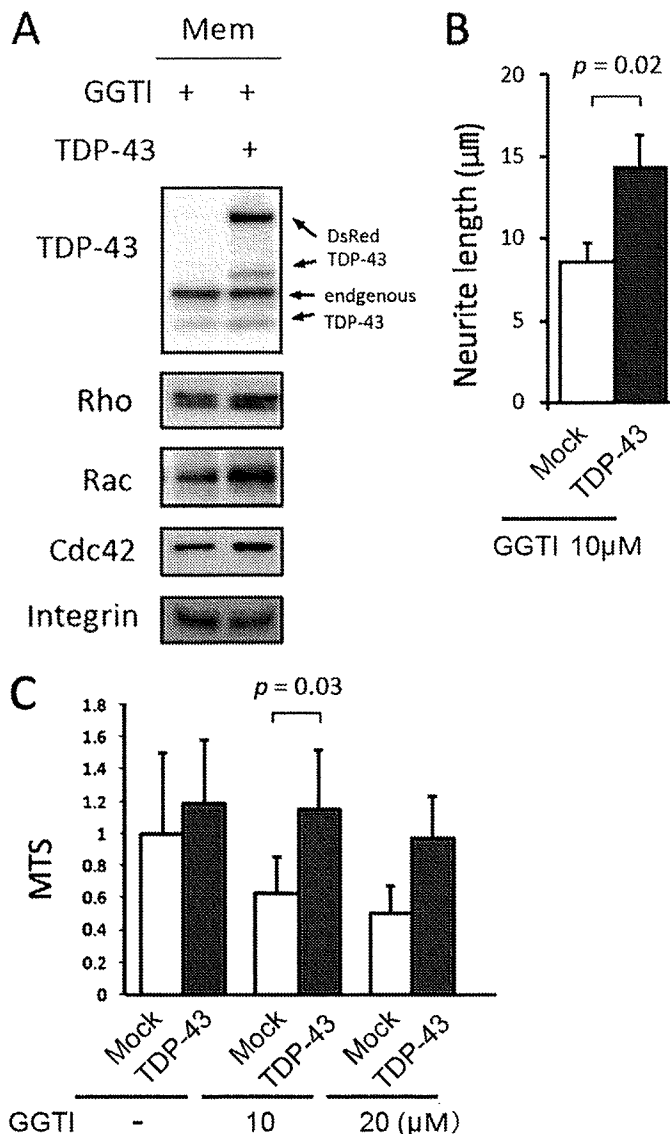 A
Mem
GGTI + +
TDP-43 +
TDP-43
DsRed
TDP-43
endgenous
TDP-43
Rho
Rac
Cdc42
Integrin
B
p = 0.02
Neurite length (μm)
20
15
10
5
0
Mock
TDP-43
GGTI 10μM
C
p = 0.03
MTS
1.8
1.6
1.4
1.2
1
0.8
0.6
0.4
0.2
0
Mock
TDP-43
Mock
TDP-43
Mock
TDP-43
GGTI - 10 20 (μM)